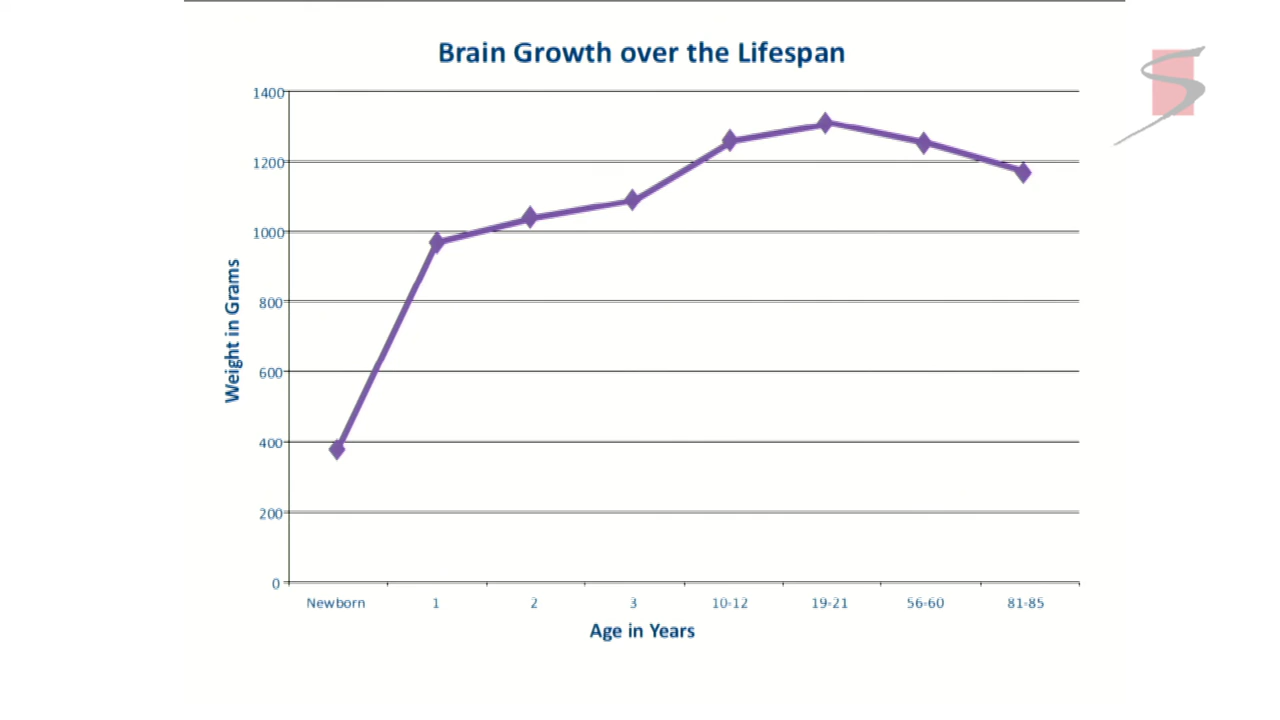 Brain Growth over the Lifespan
1400
1200
1000
800
600
400
200
0
Weight in Grams
Newborn 1 2 3 10-12 19-21 56-60 81-85
Age in Years